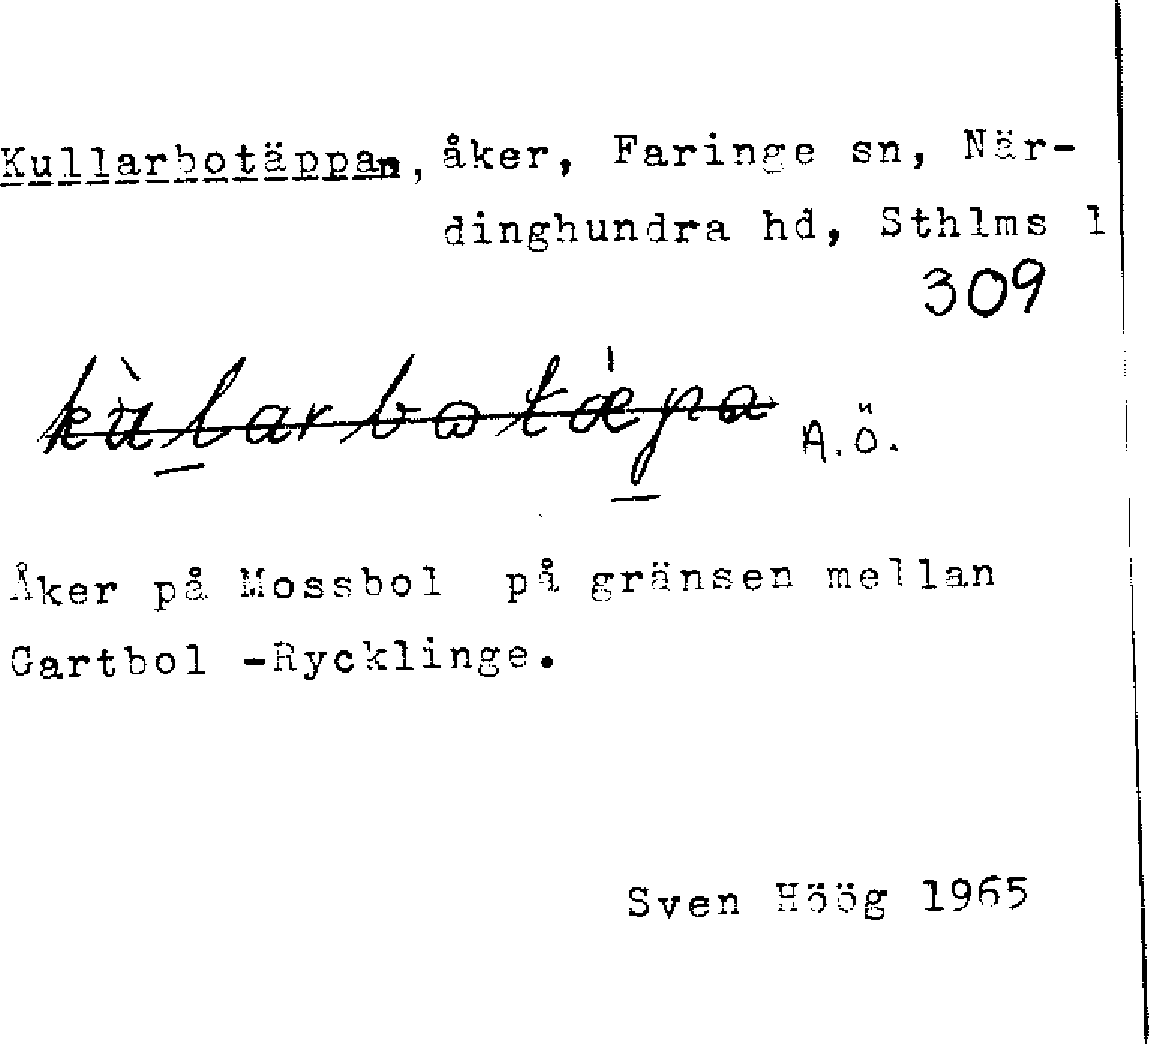 Kullarbotäppan, åker, Faringe sn, När-
dinghundra hd, Sthlms l
309
kùlarbotǽpa A.Ö.
Åker på Mossbol på gränsen mellan
Gartbol -Rycklinge.
Sven Höög 1965